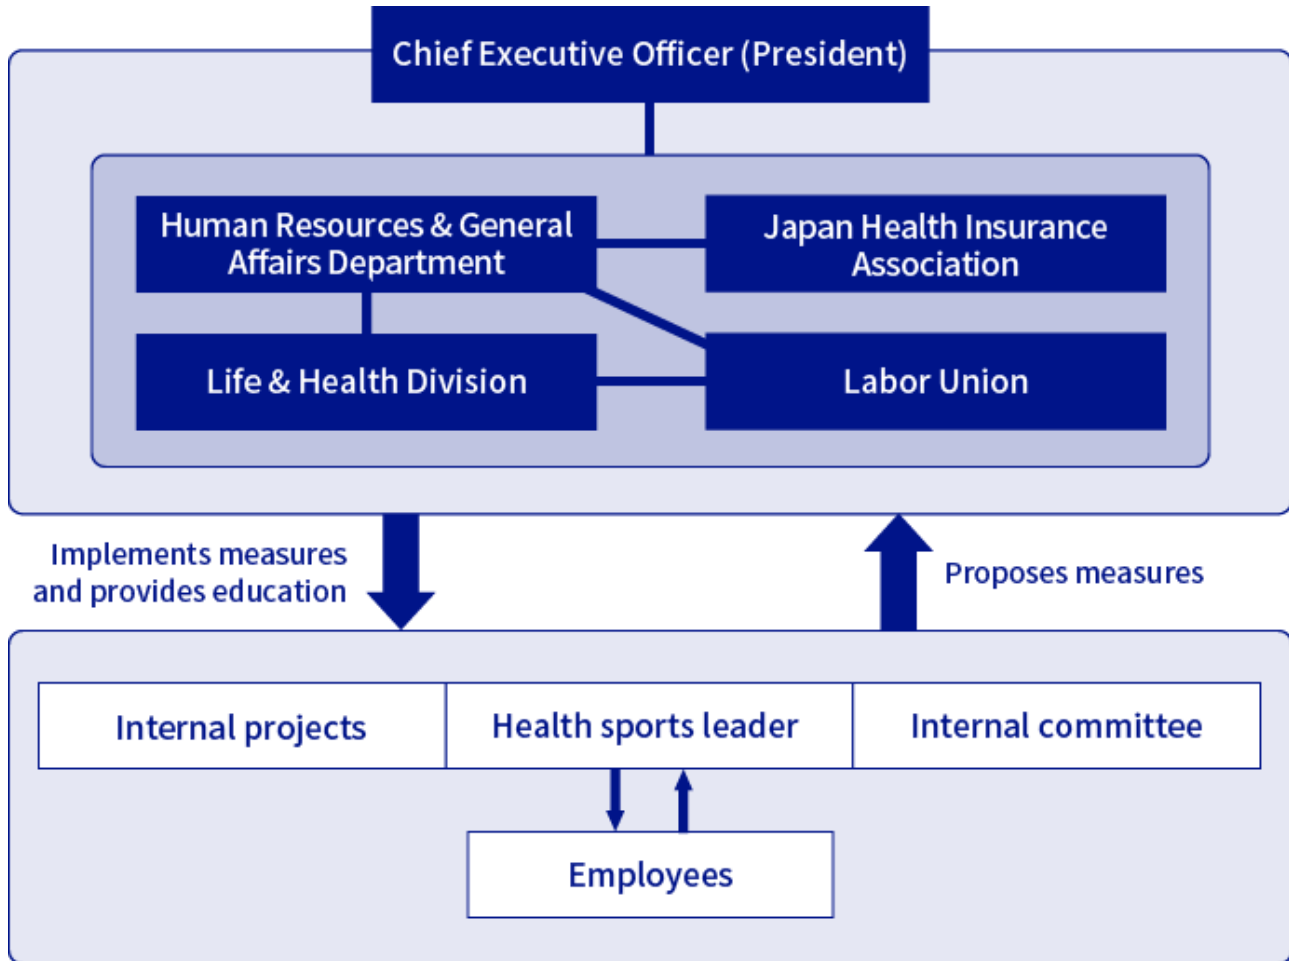 Chief Executive Officer (President)
Human Resources & General
Affairs Department
Japan Health Insurance
Association
Life & Health Division
Labor Union
Implements measures
and provides education
Proposes measures
Internal projects
Health sports leader
Internal committee
Employees